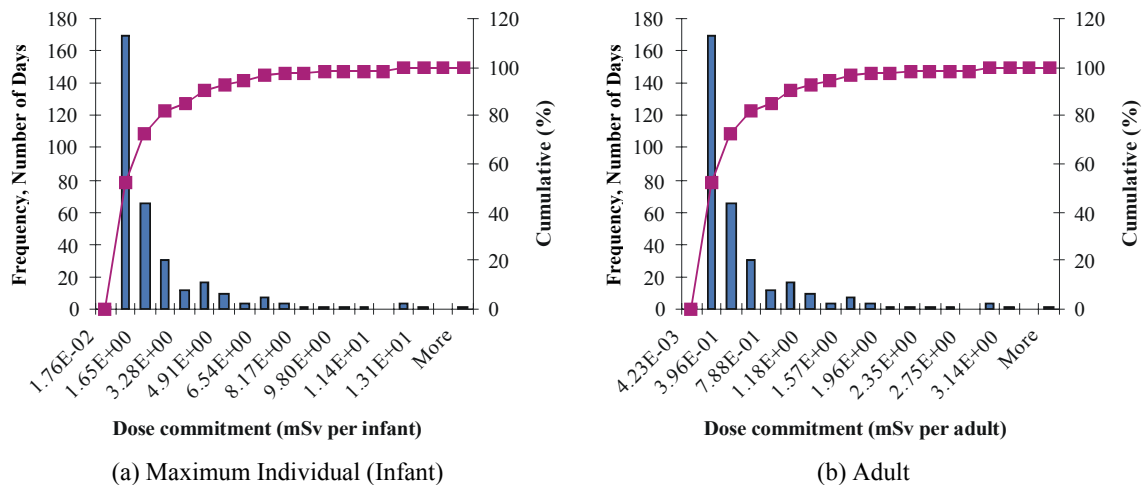 180
160
140
120
100
80
60
40
20
0
Frequency, Number of Days
120
100
80
60
40
20
0
Cumulative (%)
1.76E-02
1.65E+00
3.28E+00
4.91E+00
6.54E+00
8.17E+00
9.80E+00
1.14E+01
1.31E+01
More
Dose commitment (mSv per infant)
(a) Maximum Individual (Infant)
180
160
140
120
100
80
60
40
20
0
Frequency, Number of Days
120
100
80
60
40
20
0
Cumulative (%)
4.23E-03
3.96E-01
7.88E-01
1.18E+00
1.57E+00
1.96E+00
2.35E+00
2.75E+00
3.14E+00
More
Dose commitment (mSv per adult)
(b) Adult